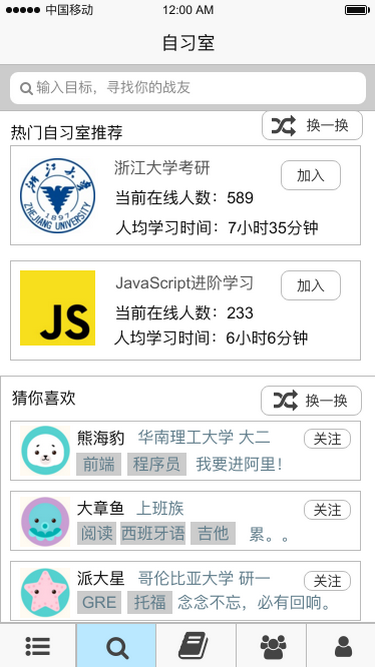 中国移动 12:00 AM
自习室
输入目标，寻找你的战友
热门自习室推荐 换一换
浙江大学考研 加入
当前在线人数：589
人均学习时间：7小时35分钟
浙江大学
1897
ZHEJIANG UNIVERSITY
JavaScript进阶学习 加入
当前在线人数：233
人均学习时间：6小时6分钟
JS
猜你喜欢 换一换
熊海豹 华南理工大学 大二 关注
前端 程序员 我要进阿里！
大章鱼 上班族 关注
阅读 西班牙语 吉他 累。。
派大星 哥伦比亚大学 研一 关注
GRE 托福 念念不忘，必有回响。